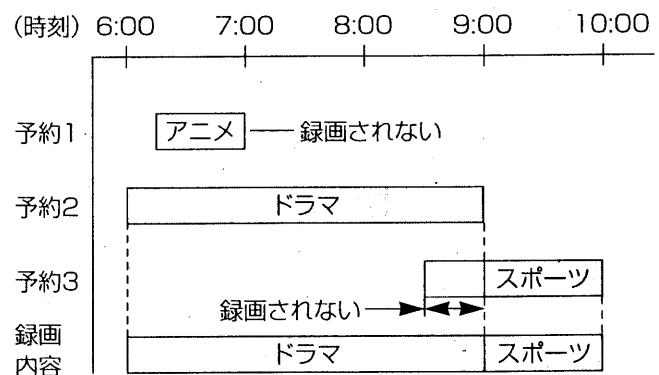 (時刻) 6:00 7:00 8:00 9:00 10:00
予約1 アニメ 録画されない
予約2 ドラマ
予約3 スポーツ
録画されない
録画
内容 ドラマ スポーツ